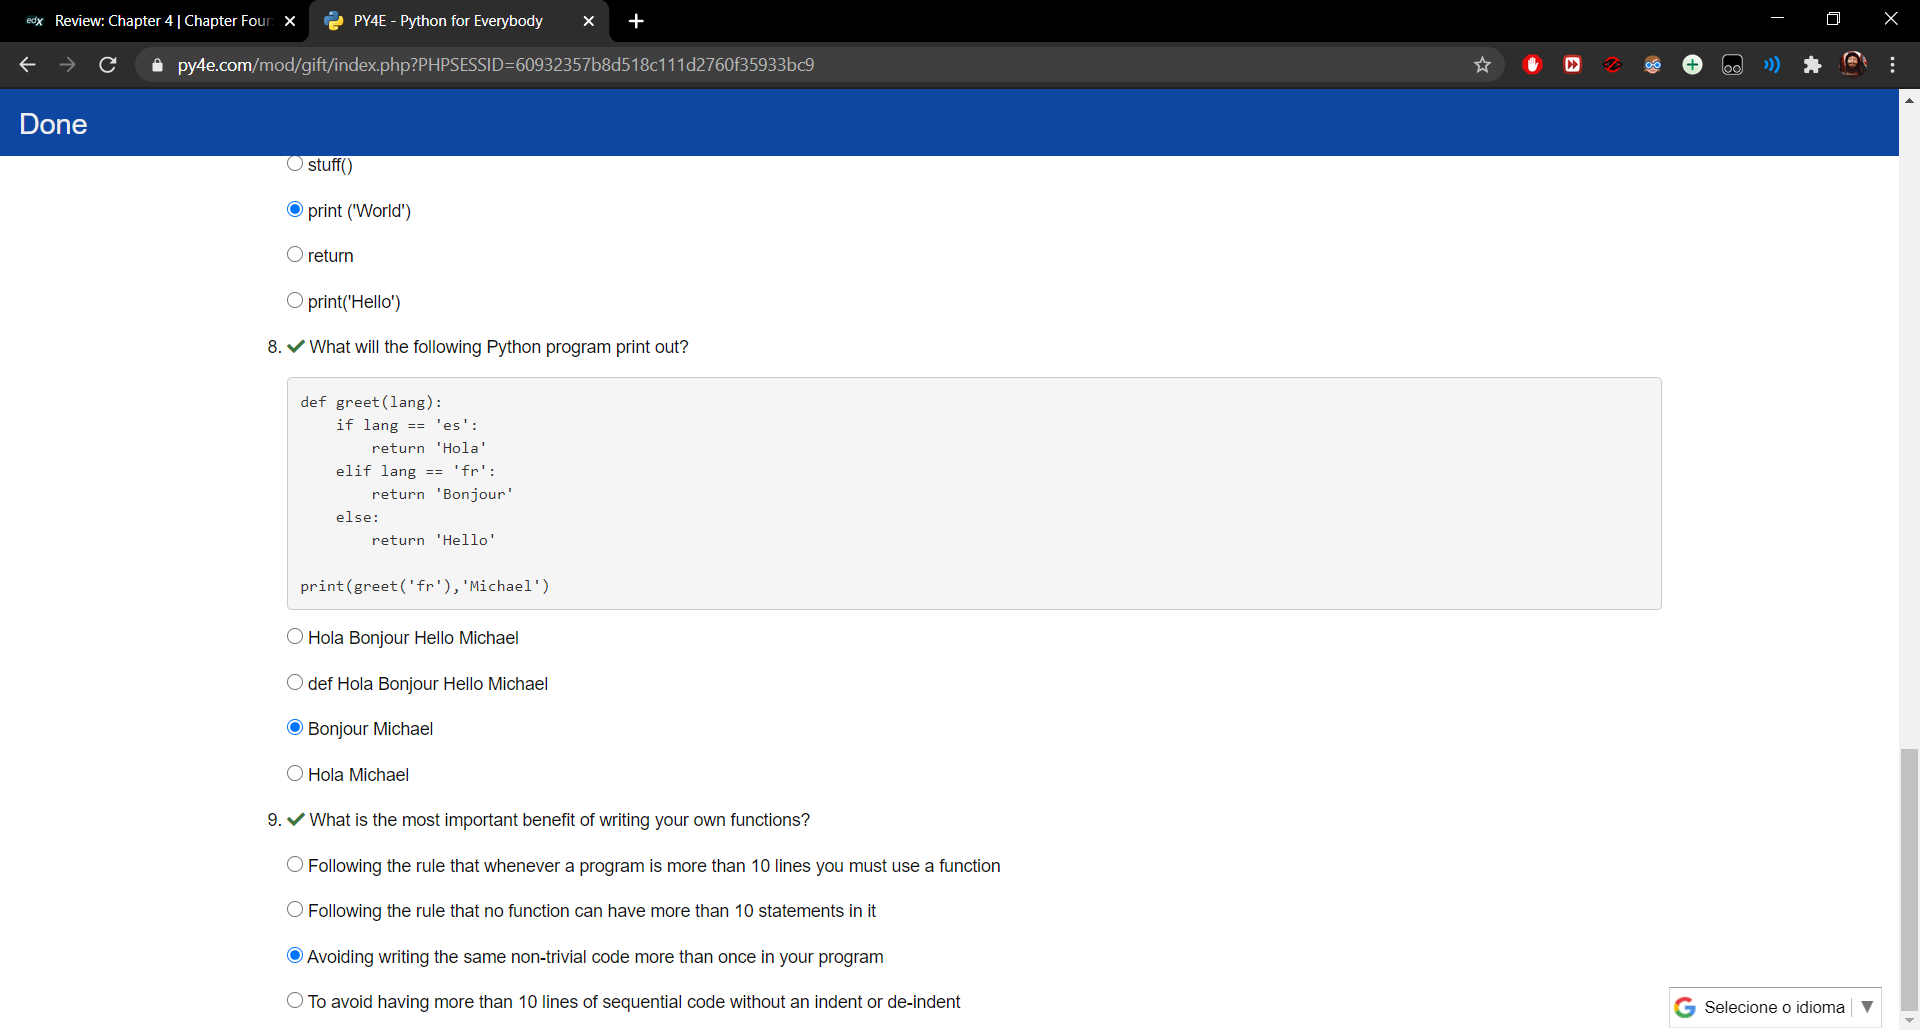 edX Review: Chapter 4 | Chapter Four
PY4E - Python for Everybody
py4e.com/mod/gift/index.php?PHPSESSID=60932357b8d518c111d2760f35933bc9
Done
stuff()
print ('World')
return
print('Hello')
8. What will the following Python program print out?
def greet(lang):
    if lang == 'es':
        return 'Hola'
    elif lang == 'fr':
        return 'Bonjour'
    else:
        return 'Hello'
print(greet('fr'),'Michael')
Hola Bonjour Hello Michael
def Hola Bonjour Hello Michael
Bonjour Michael
Hola Michael
9. What is the most important benefit of writing your own functions?
Following the rule that whenever a program is more than 10 lines you must use a function
Following the rule that no function can have more than 10 statements in it
Avoiding writing the same non-trivial code more than once in your program
To avoid having more than 10 lines of sequential code without an indent or de-indent
Selecione o idioma